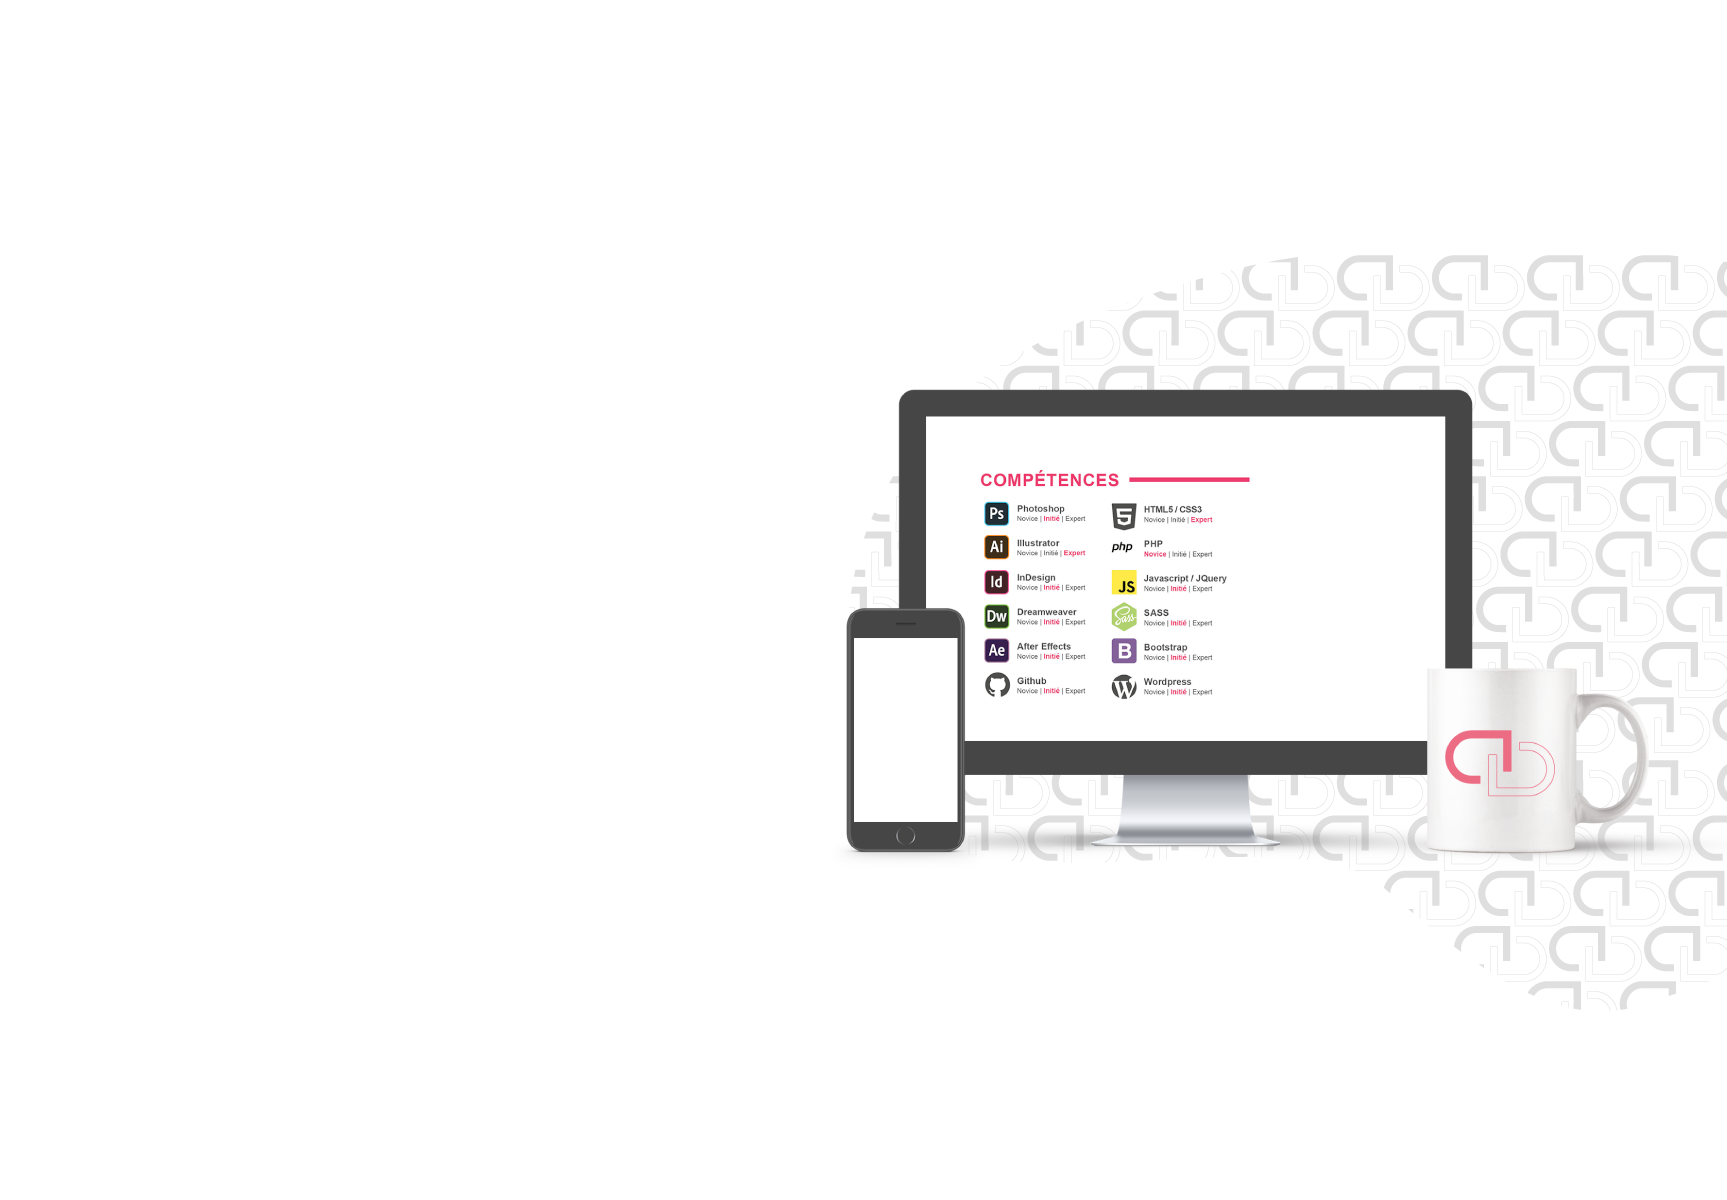 COMPÉTENCES
Ps Photoshop
Novice | Initié | Expert
Ai Illustrator
Novice | Initié | Expert
Id InDesign
Novice | Initié | Expert
Dw Dreamweaver
Novice | Initié | Expert
Ae After Effects
Novice | Initié | Expert
Github
Novice | Initié | Expert
5 HTML5 / CSS3
Novice | Initié | Expert
php PHP
Novice | Initié | Expert
JS Javascript / JQuery
Novice | Initié | Expert
Sass SASS
Novice | Initié | Expert
B Bootstrap
Novice | Initié | Expert
W Wordpress
Novice | Initié | Expert